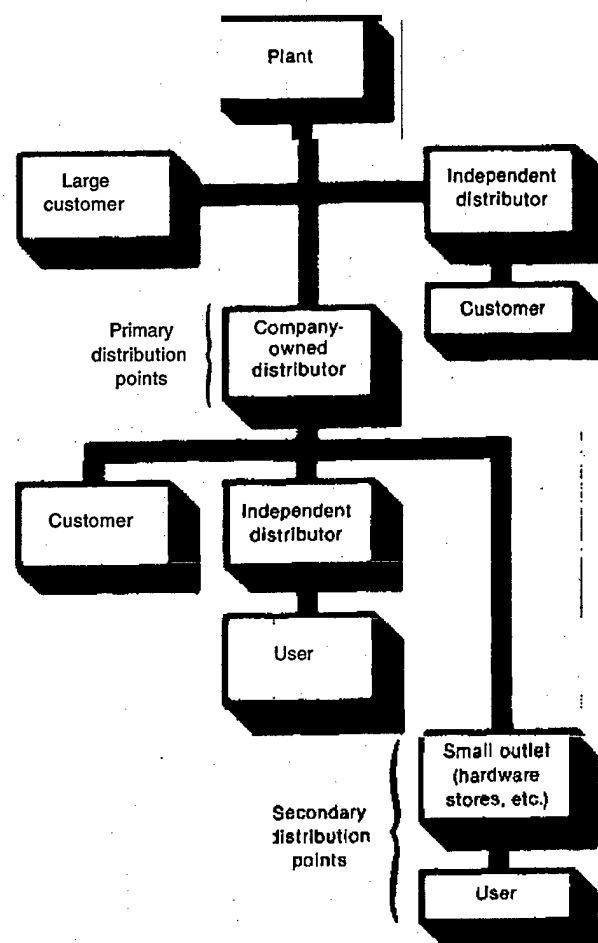 Plant
Large
customer
Independent
distributor
Customer
Primary
distribution
points
Company-
owned
distributor
Customer
Independent
distributor
User
Small outlet
(hardware
stores, etc.)
Secondary
distribution
points
User